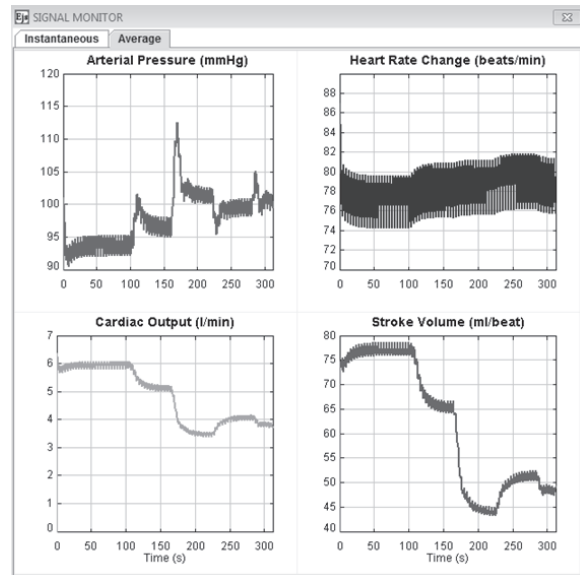 Ejs SIGNAL MONITOR
Instantaneous Average
Arterial Pressure (mmHg)
120
115
110
105
100
95
90
0 50 100 150 200 250 300
Heart Rate Change (beats/min)
88
86
84
82
80
78
76
74
72
70
0 50 100 150 200 250 300
Cardiac Output (l/min)
7
6
5
4
3
2
1
0
0 50 100 150 200 250 300
Time (s)
Stroke Volume (ml/beat)
80
75
70
65
60
55
50
45
40
0 50 100 150 200 250 300
Time (s)